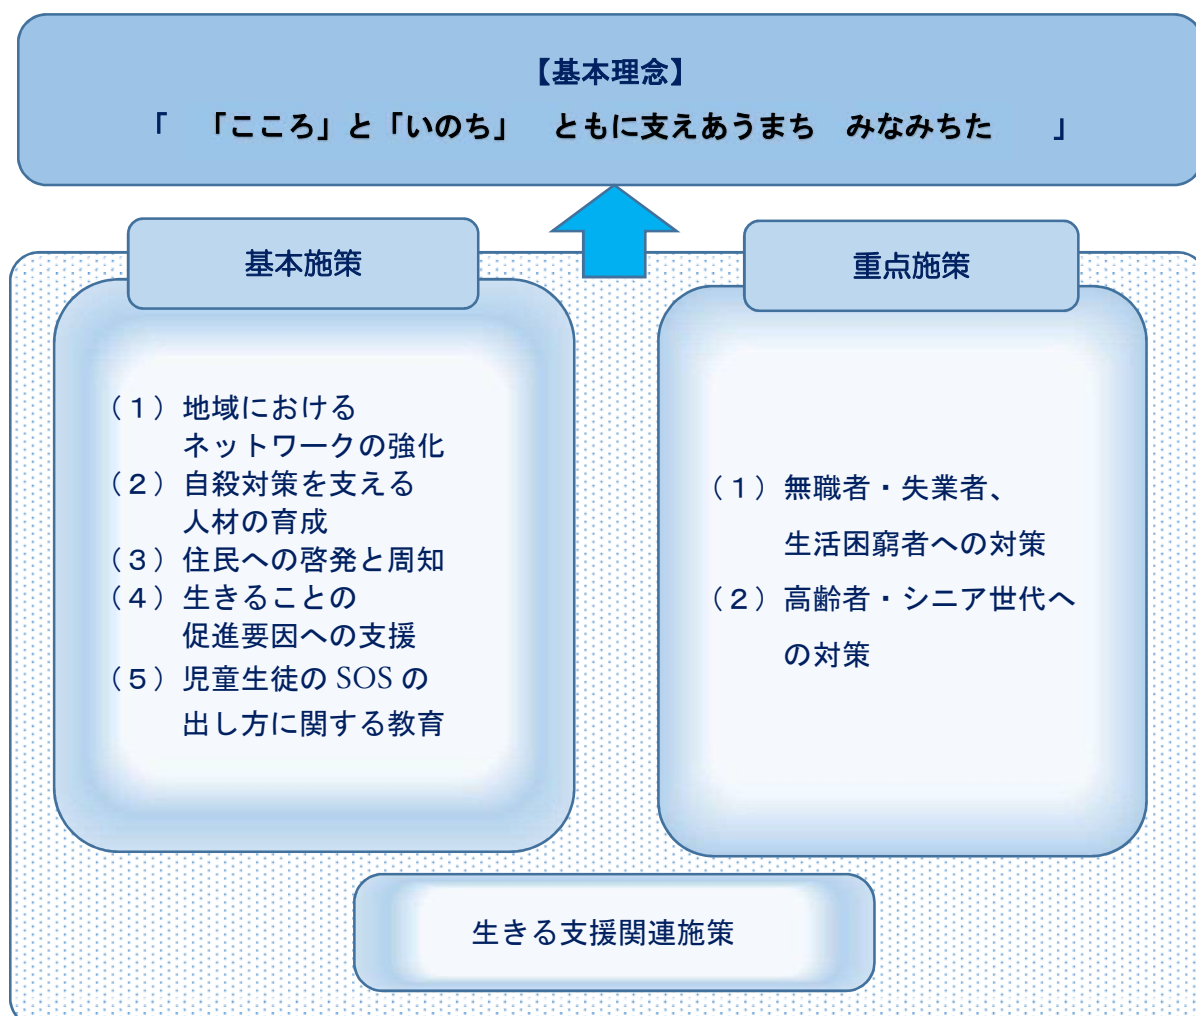 【基本理念】
「　「こころ」と「いのち」　ともに支えあうまち　みなみちた　」
基本施策
（１）地域における
ネットワークの強化
（２）自殺対策を支える
人材の育成
（３）住民への啓発と周知
（４）生きることの
促進要因への支援
（５）児童生徒の SOS の
出し方に関する教育
重点施策
（１）無職者・失業者、
生活困窮者への対策
（２）高齢者・シニア世代へ
の対策
生きる支援関連施策